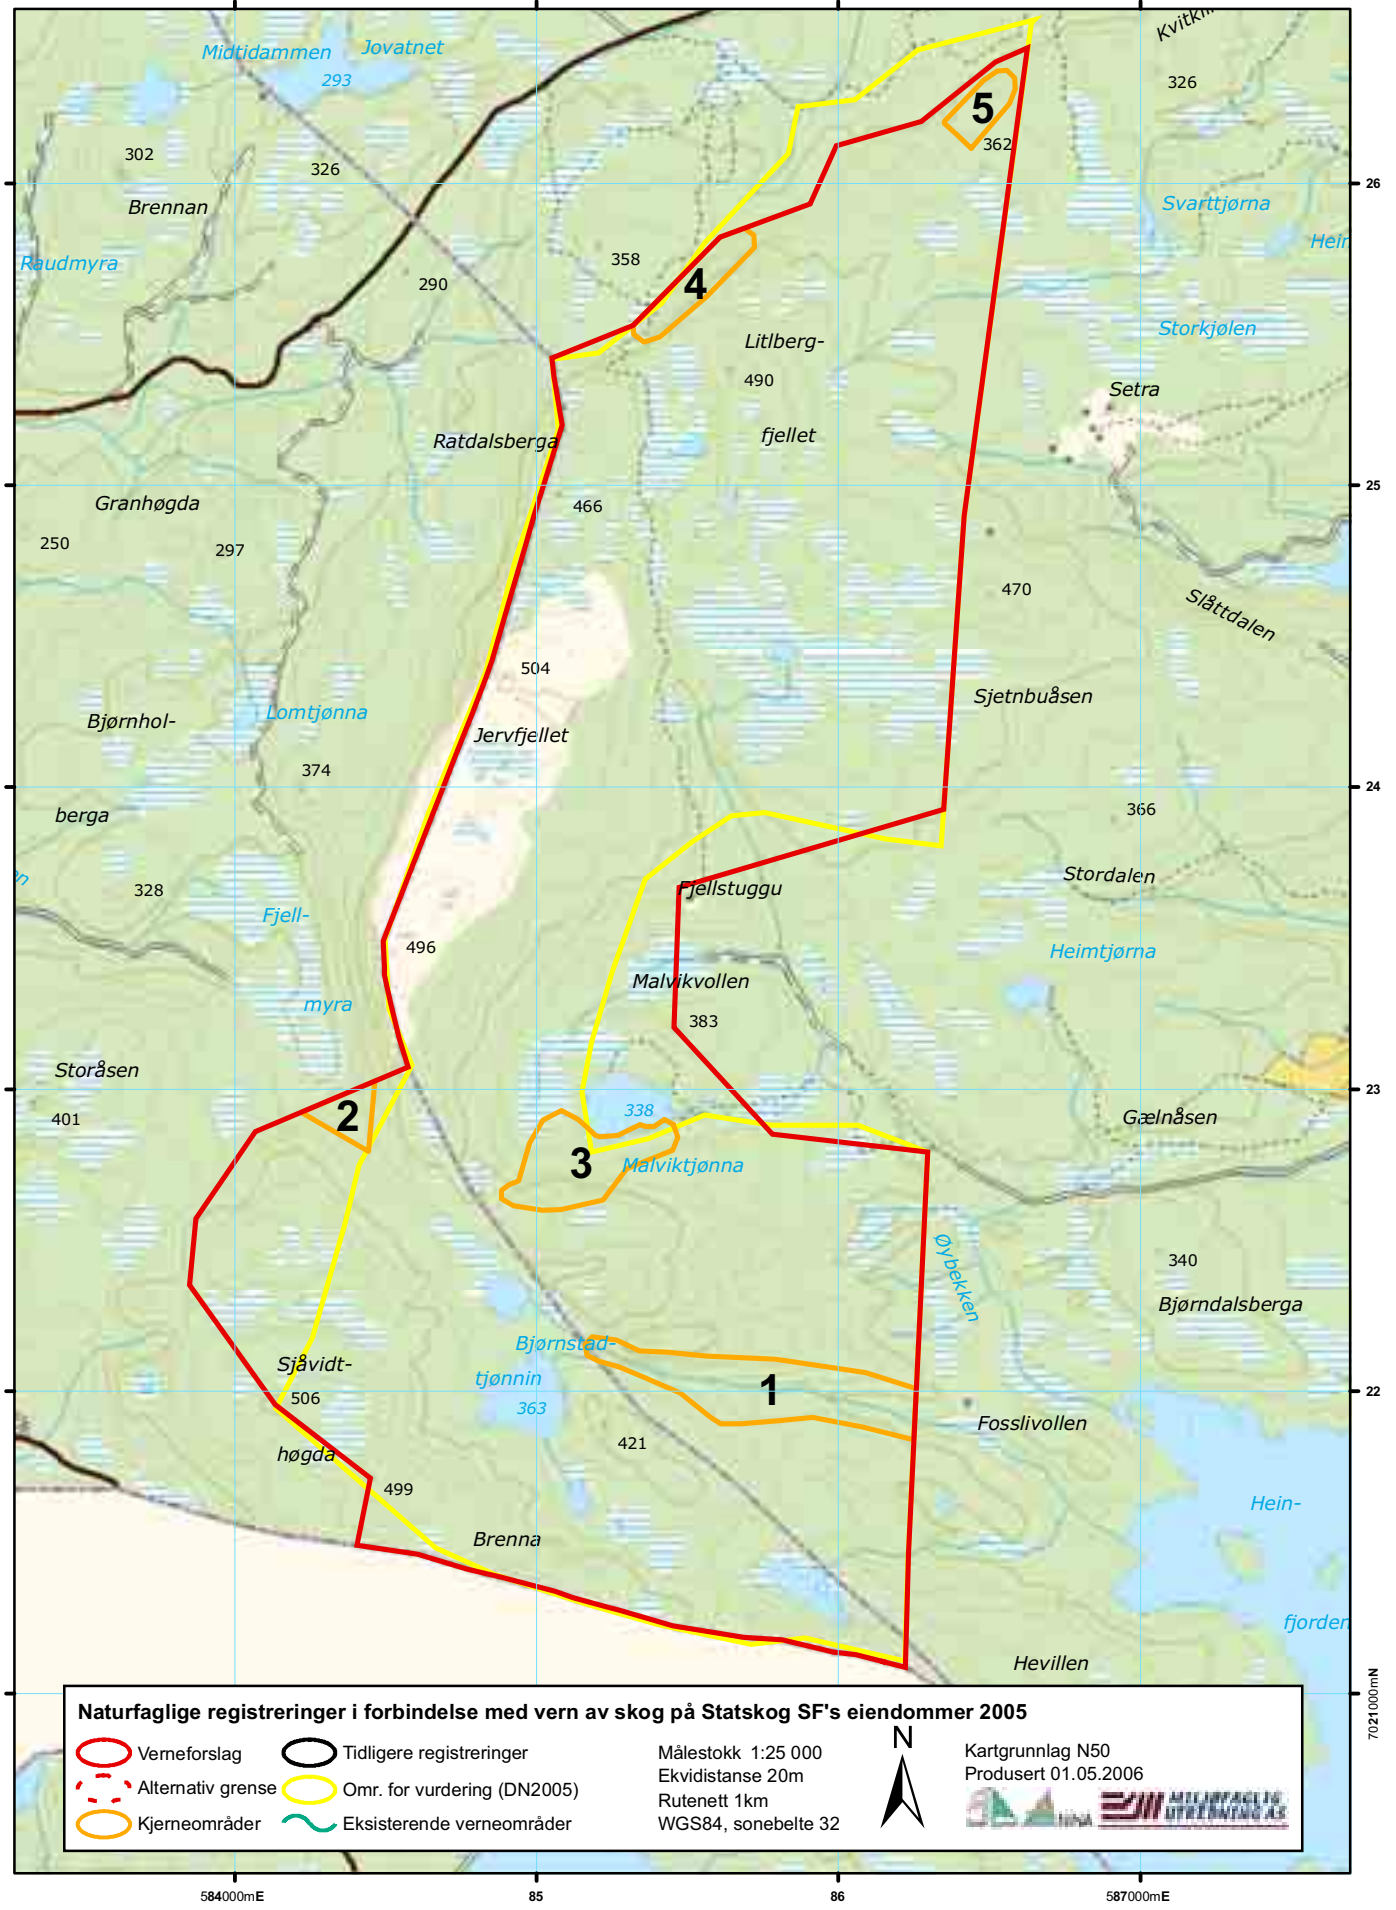 Midtidammen
Jovatnet
293
326
302
326
Brennan
Raudmyra
290
5
362
26
Svarttjørna
358
4
Storkjølen
Litlberg-
490
fjellet
Setra
Ratdalsberga
25
Granhøgda
466
250
297
470
Slåttdalen
504
Sjetnbuåsen
Bjørnhol-
Lomtjønna
Jervfjellet
374
24
berga
366
328
Fjellstuggu
Stordalen
Fjell-
496
Heimtjørna
Malvikvollen
myra
383
Storåsen
23
401
2
338
Gælnåsen
3
Malviktjønna
Øybekken
340
Bjørndalsberga
Bjørnstad-
Sjåvidt-
tjønnin
1
22
506
363
Fosslivollen
421
høgda
499
Hein-
Brenna
fjorden
Hevillen
7021000mN
Naturfaglige registreringer i forbindelse med vern av skog på Statskog SF's eiendommer 2005
Verneforslag
Tidligere registreringer
Alternativ grense
Omr. for vurdering (DN2005)
Kjerneområder
Eksisterende verneområder
Målestokk 1:25 000
Ekvidistanse 20m
Rutenett 1km
WGS84, sonebelte 32
N
Kartgrunnlag N50
Produsert 01.05.2006
NINA
MILJØFAGLIG
UTREDNING AS
584000mE
85
86
587000mE